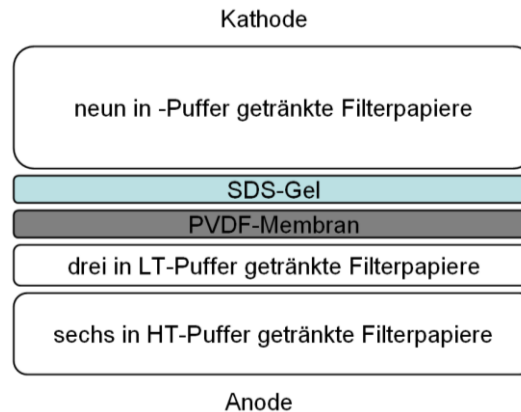 Kathode
neun in -Puffer getränkte Filterpapiere
SDS-Gel
PVDF-Membran
drei in LT-Puffer getränkte Filterpapiere
sechs in HT-Puffer getränkte Filterpapiere
Anode